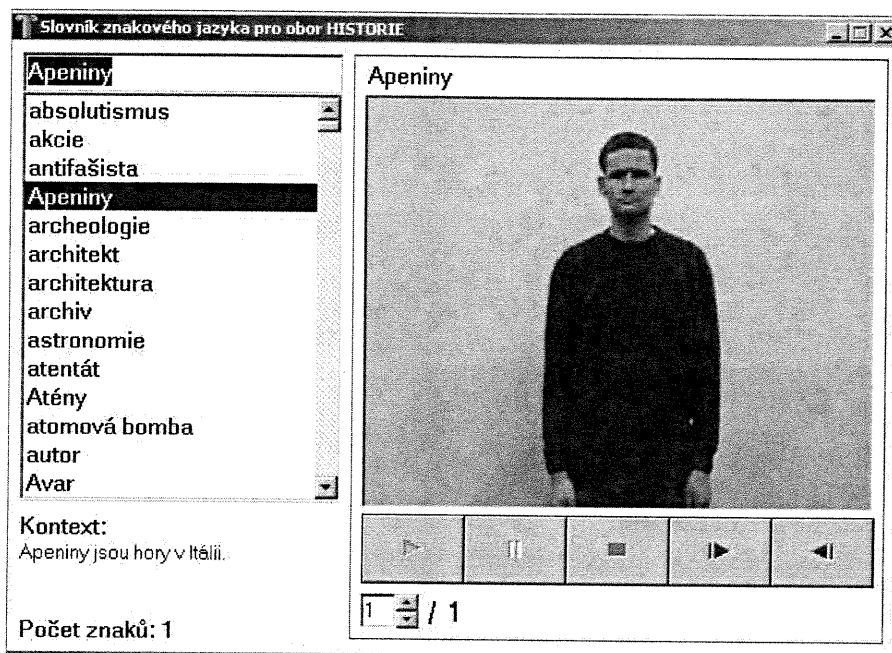 Slovník znakového jazyka pro obor HISTORIE
Apeniny
absolutismus
akcie
antifašista
Apeniny
archeologie
architekt
architektura
archiv
astronomie
atentát
Atény
atomová bomba
autor
Avar
Kontext:
Apeniny jsou hory v Itálii.
Počet znaků: 1
Apeniny
1 / 1